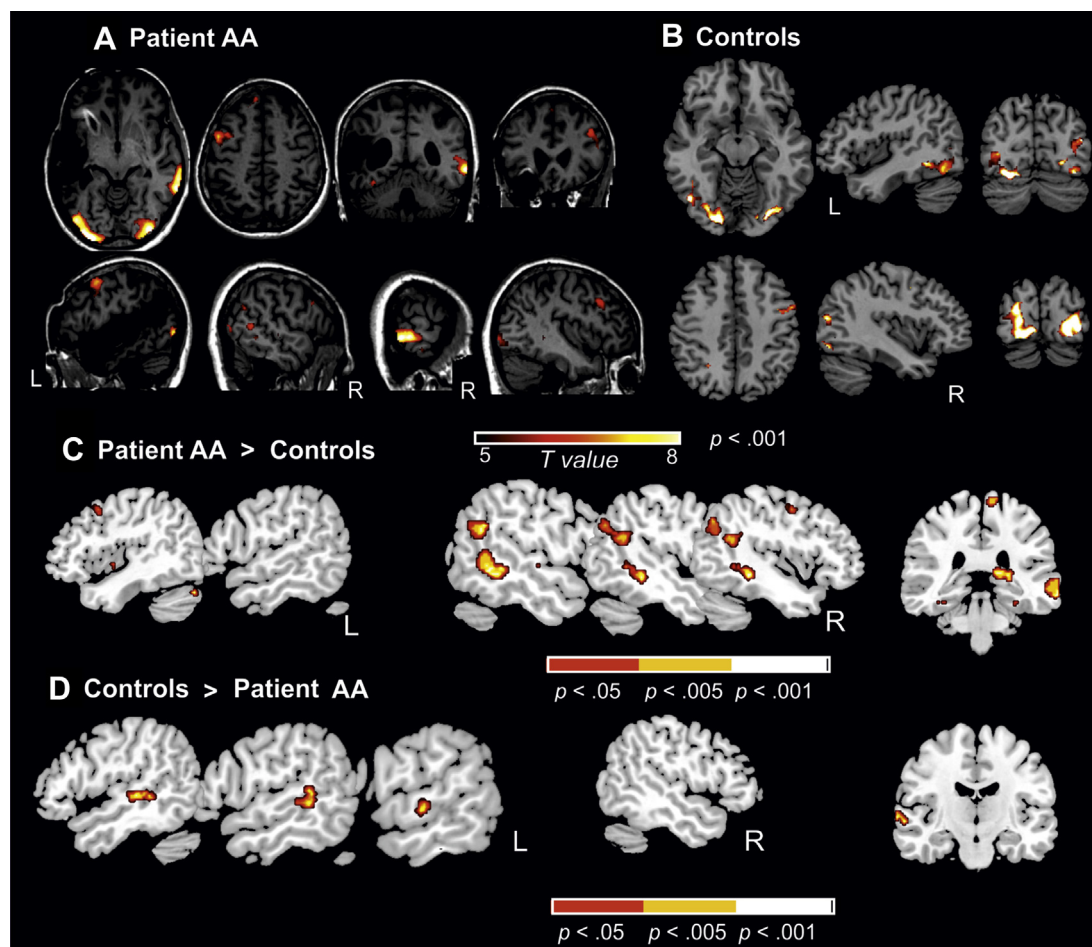 A Patient AA
B Controls
L
L
R
R
R
C Patient AA > Controls
5 T value 8 p < .001
L
R
p < .05 p < .005 p < .001
D Controls > Patient AA
L
R
p < .05 p < .005 p < .001